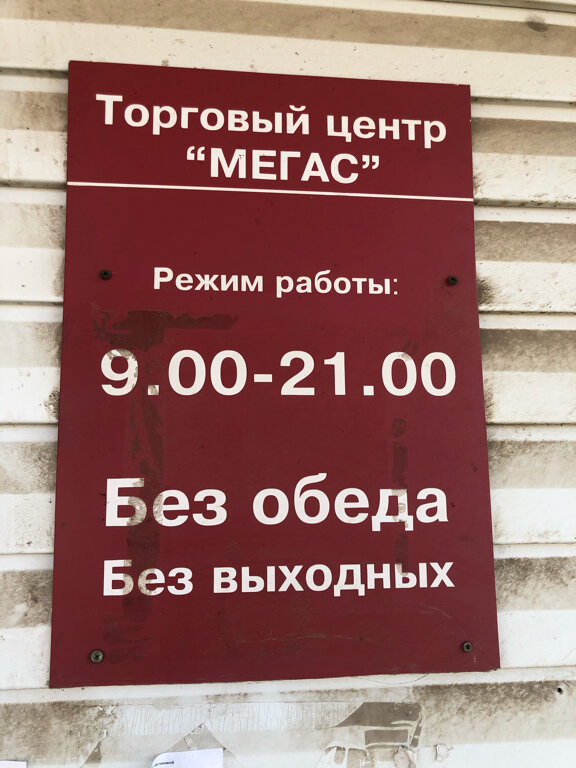 Торговый центр
“МЕГАС”
Режим работы:
9.00-21.00
Без обеда
Без выходных